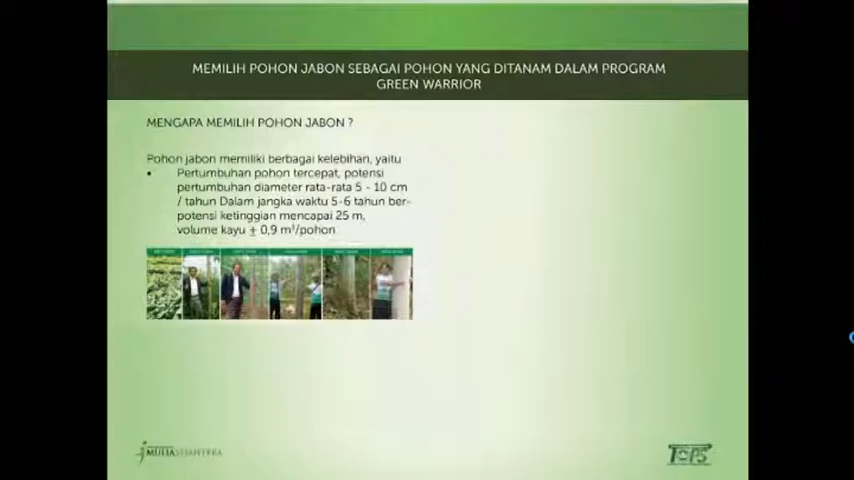 MEMILIH POHON JABON SEBAGAI POHON YANG DITANAM DALAM PROGRAM
GREEN WARRIOR
MENGAPA MEMILIH POHON JABON ?
Pohon jabon memiliki berbagai kelebihan, yaitu
• Pertumbuhan pohon tercepat, potensi
pertumbuhan diameter rata-rata 5 - 10 cm
/ tahun Dalam jangka waktu 5-6 tahun ber-
potensi ketinggian mencapai 25 m,
volume kayu ± 0,9 m³/pohon
TOPS